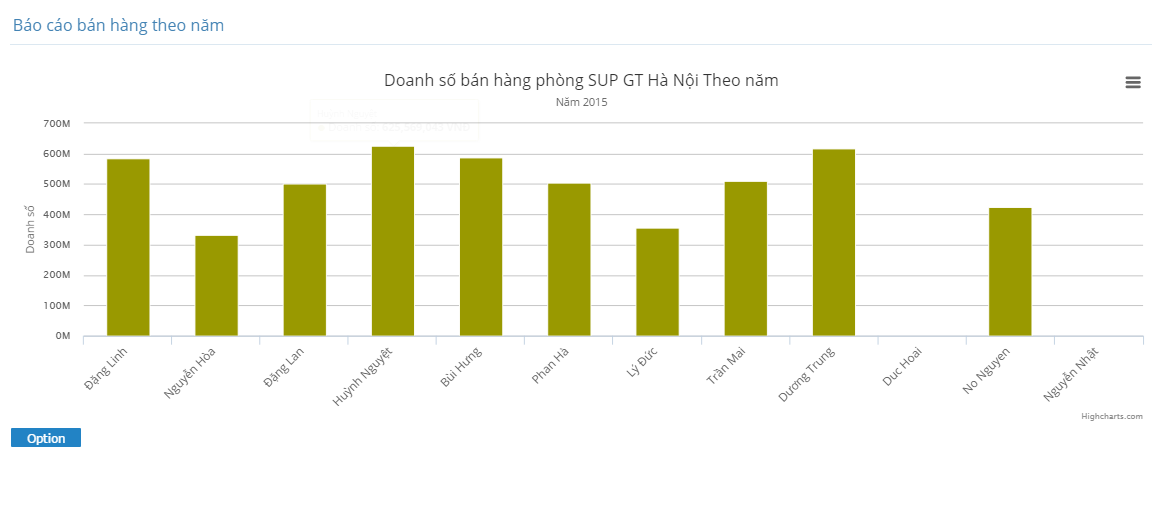 Báo cáo bán hàng theo năm
Doanh số bán hàng phòng SUP GT Hà Nội Theo năm
Năm 2015
700M
600M
500M
400M
300M
200M
100M
0M
Doanh số
Đặng Linh
Nguyễn Hòa
Đặng Lan
Huỳnh Nguyệt
Bùi Hưng
Phan Hà
Lý Đức
Trần Mai
Dương Trung
Duc Hoai
No Nguyen
Nguyễn Nhật
Highcharts.com
Option